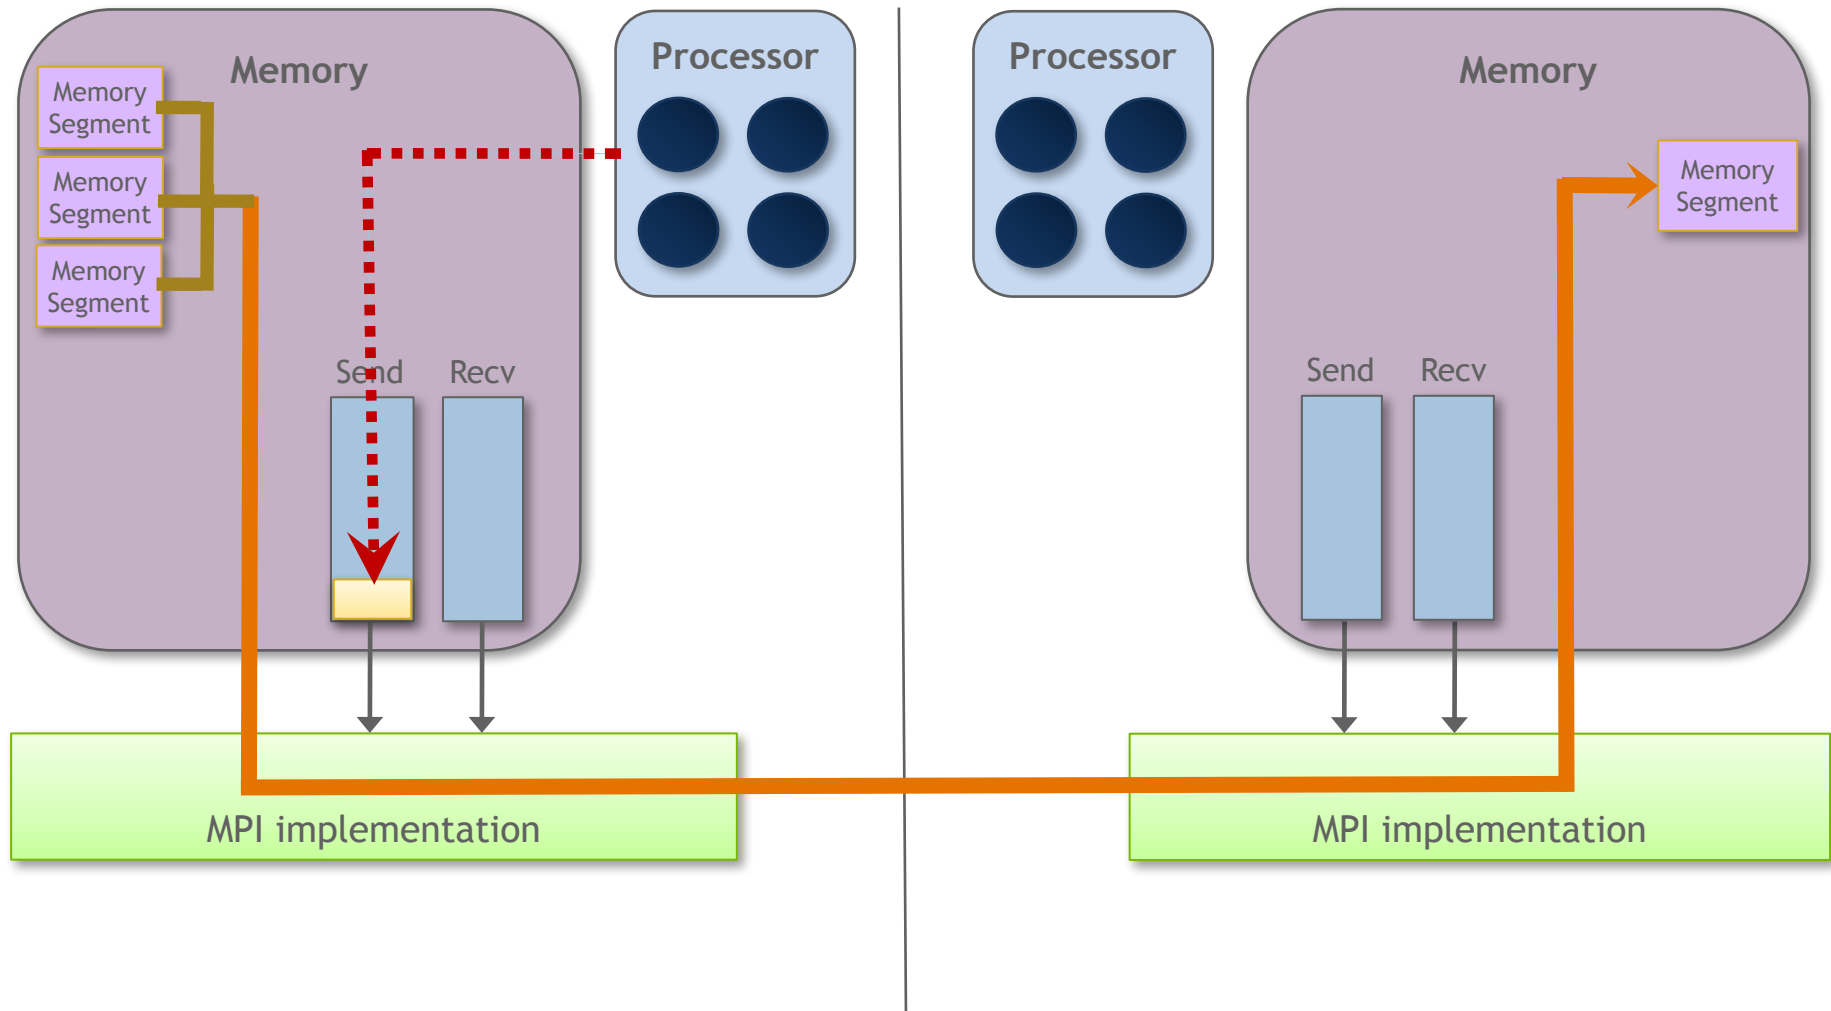 Memory
Memory
Segment
Memory
Segment
Memory
Segment
Send
Recv
Processor
MPI implementation
Processor
Memory
Memory
Segment
Send
Recv
MPI implementation